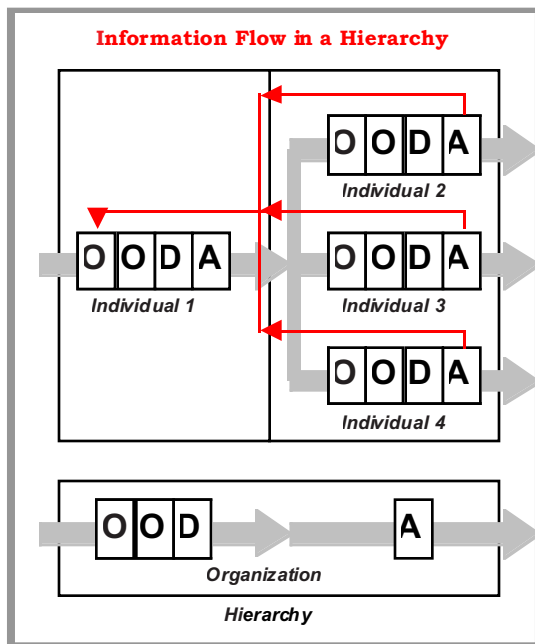 Information Flow in a Hierarchy
O O D A
Individual 2
O O D A
Individual 1
O O D A
Individual 3
O O D A
Individual 4
O O D
A
Organization
Hierarchy